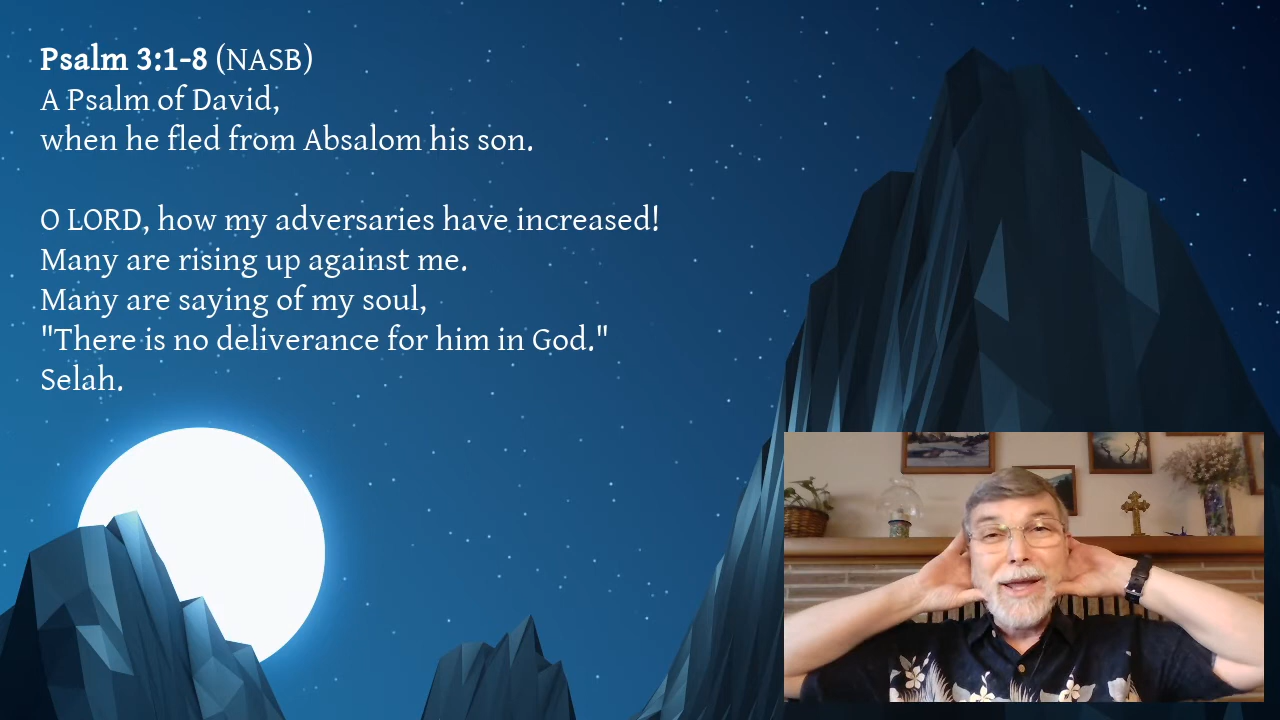 Psalm 3:1-8 (NASB)
A Psalm of David,
when he fled from Absalom his son.
O LORD, how my adversaries have increased!
Many are rising up against me.
Many are saying of my soul,
"There is no deliverance for him in God."
Selah.